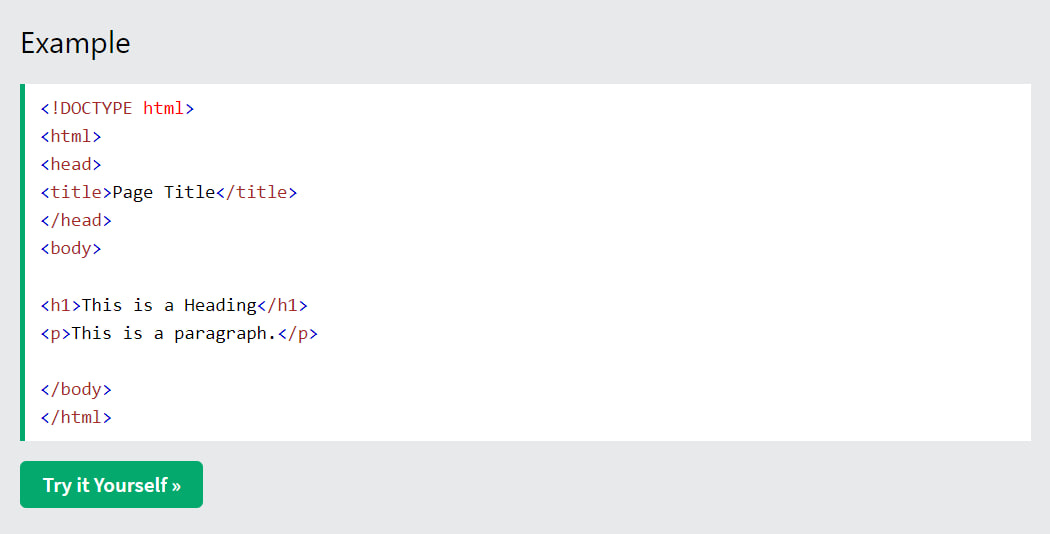 Example
<!DOCTYPE html>
<html>
<head>
<title>Page Title</title>
</head>
<body>
<h1>This is a Heading</h1>
<p>This is a paragraph.</p>
</body>
</html>
Try it Yourself »